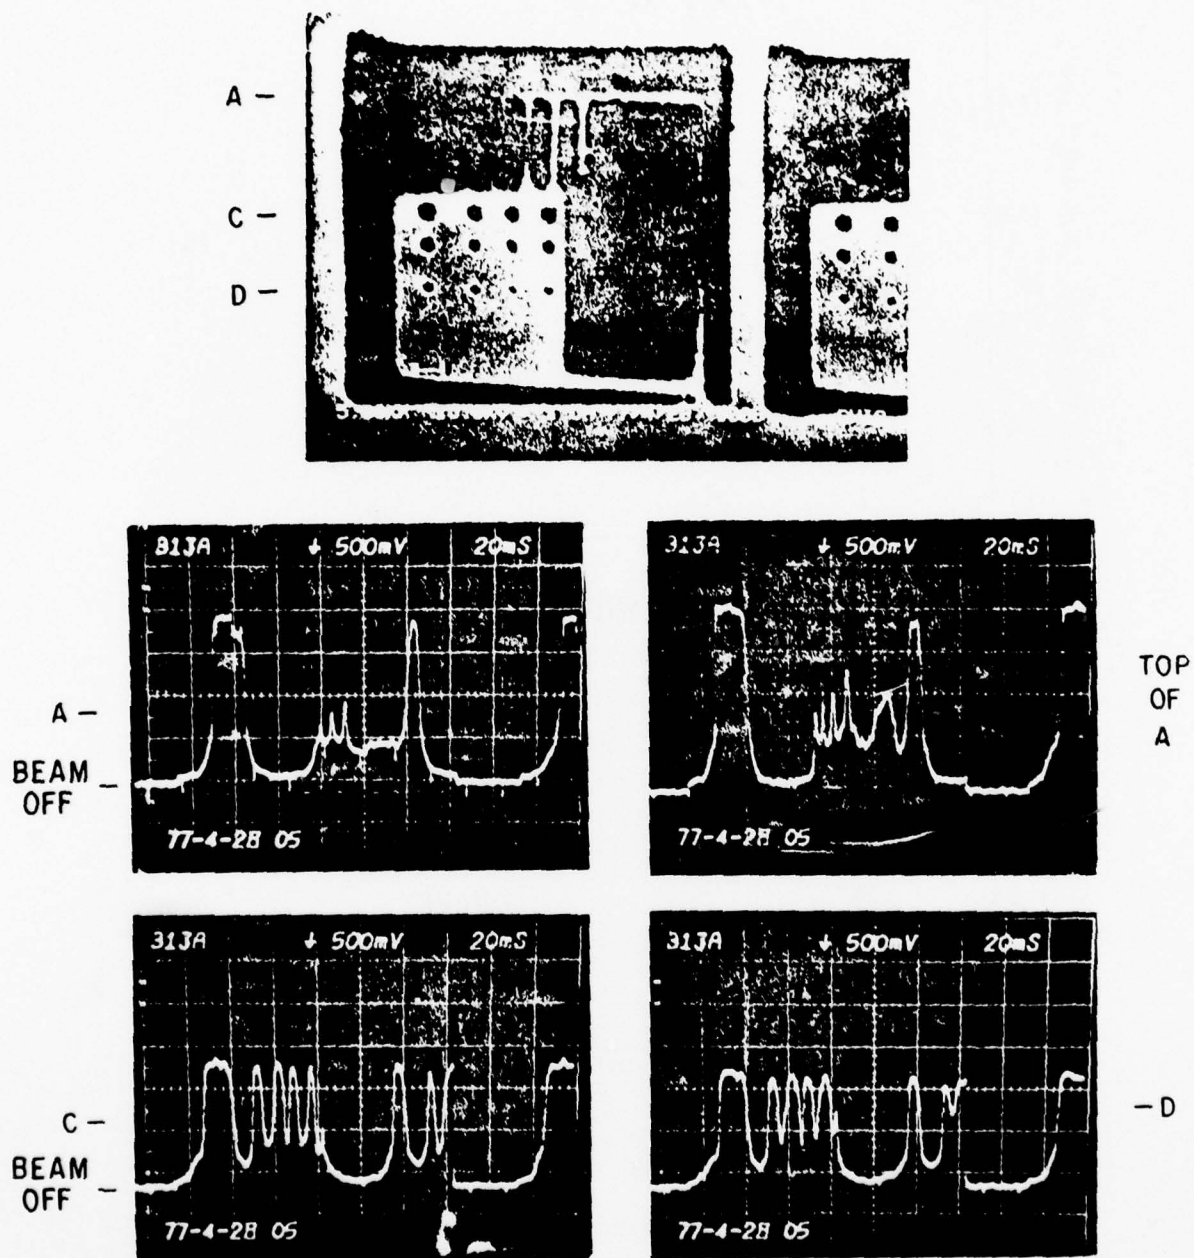 A –
C –
D –
313A ↓ 500mV 20mS
A –
BEAM
OFF –
77-4-28 05
313A ↓ 500mV 20mS
TOP
OF
A
77-4-28 05
313A ↓ 500mV 20mS
C –
BEAM
OFF –
77-4-28 05
313A ↓ 500mV 20mS
– D
77-4-28 05